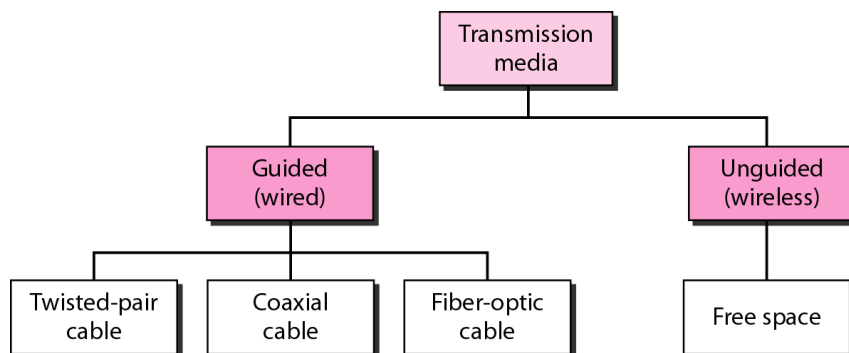 Transmission
media
Guided
(wired)
Unguided
(wireless)
Twisted-pair
cable
Coaxial
cable
Fiber-optic
cable
Free space